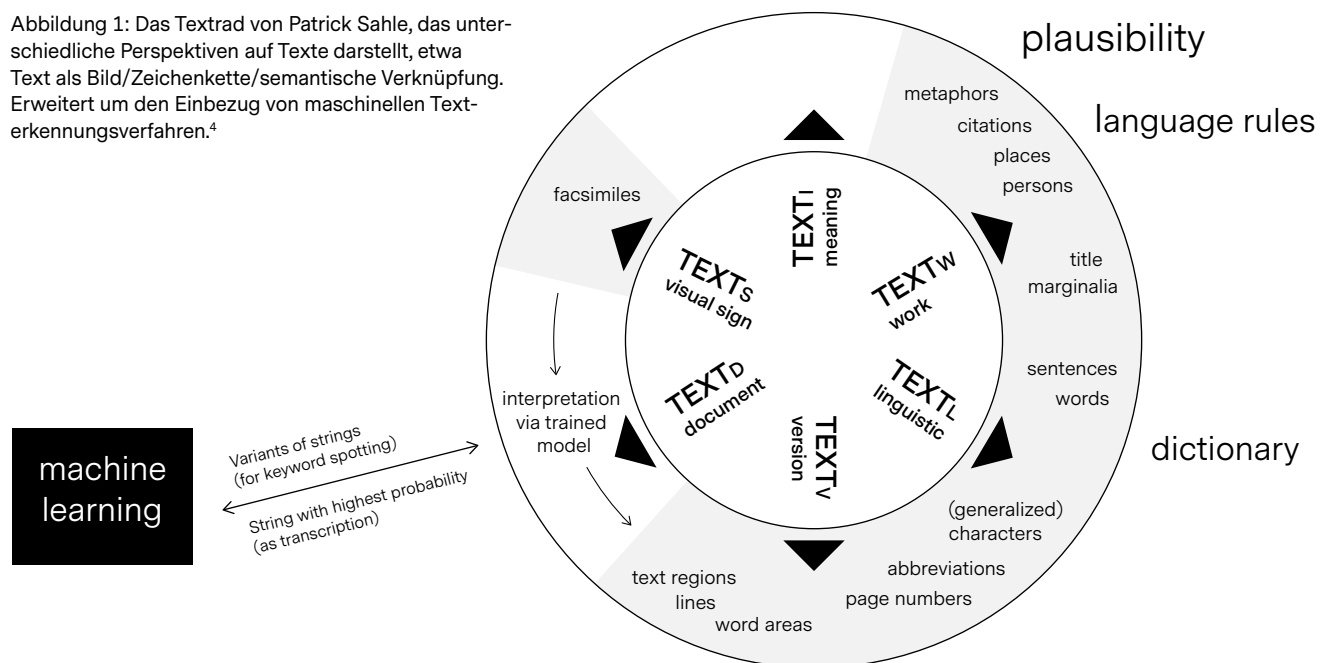 Abbildung 1: Das Textrad von Patrick Sahle, das unter-
schiedliche Perspektiven auf Texte darstellt, etwa
Text als Bild/Zeichenkette/semantische Verknüpfung.
Erweitert um den Einbezug von maschinellen Text-
erkennungsverfahren.⁴
plausibility
language rules
dictionary
metaphors
citations
places
persons
title
marginalia
sentences
words
(generalized)
characters
abbreviations
page numbers
text regions
lines
word areas
facsimiles
interpretation
via trained
model
TEXTI
meaning
TEXTW
work
TEXTL
linguistic
TEXTV
version
TEXTD
document
TEXTS
visual sign
machine
learning
Variants of strings
(for keyword spotting)
String with highest probability
(as transcription)